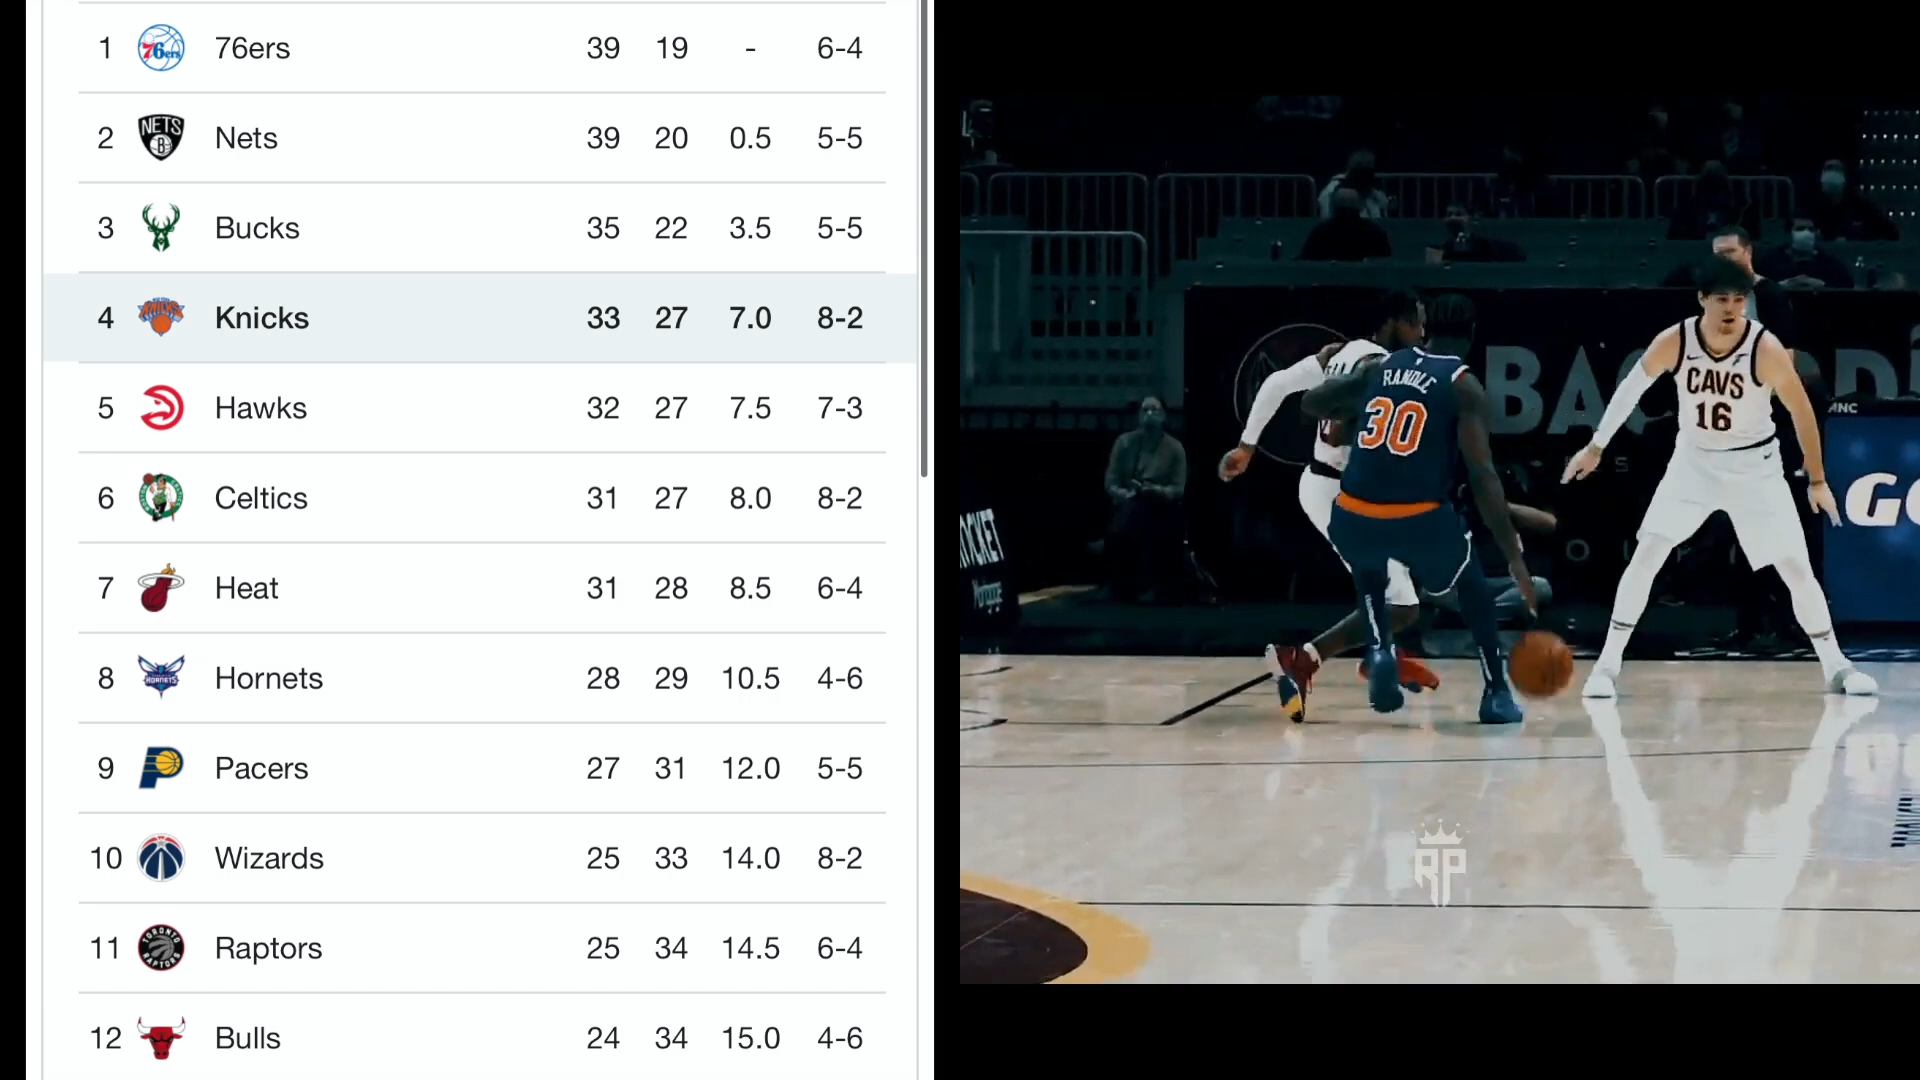 1 76ers 39 19 - 6-4
2 Nets 39 20 0.5 5-5
3 Bucks 35 22 3.5 5-5
4 Knicks 33 27 7.0 8-2
5 Hawks 32 27 7.5 7-3
6 Celtics 31 27 8.0 8-2
7 Heat 31 28 8.5 6-4
8 Hornets 28 29 10.5 4-6
9 Pacers 27 31 12.0 5-5
10 Wizards 25 33 14.0 8-2
11 Raptors 25 34 14.5 6-4
12 Bulls 24 34 15.0 4-6
RANDLE
30
CAVS
16
ANC
RP